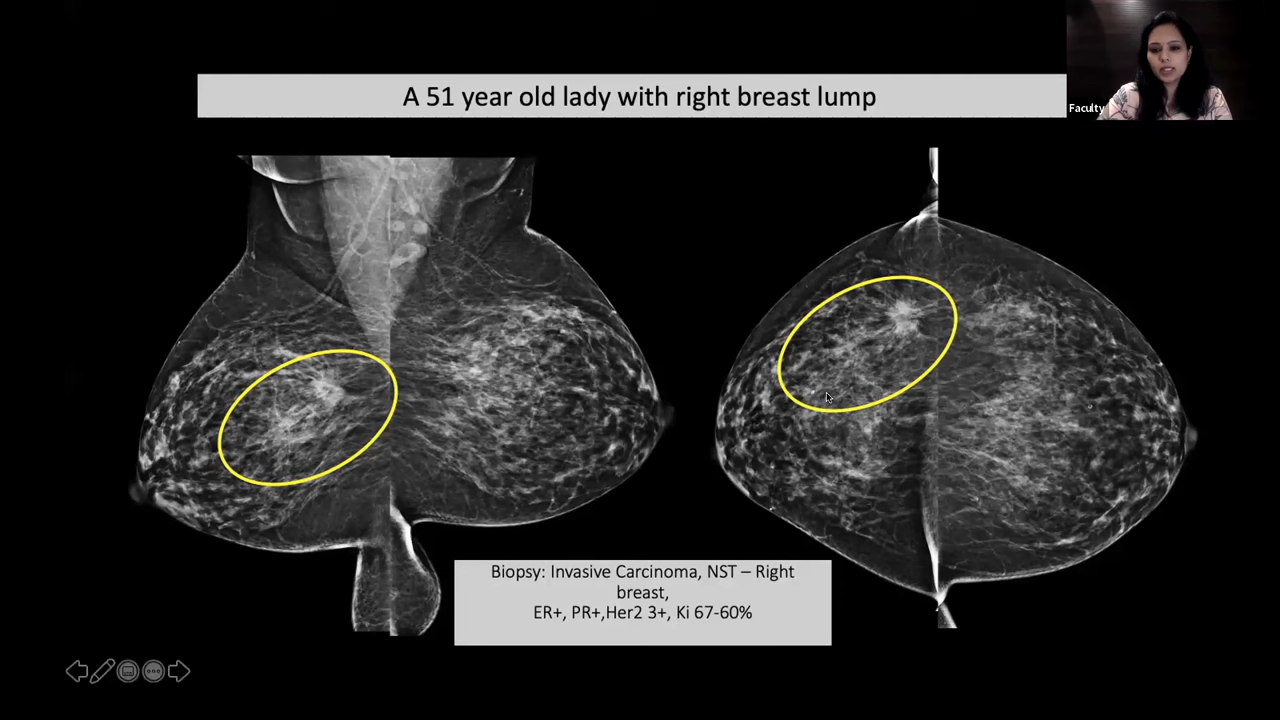 A 51 year old lady with right breast lump
Faculty
Biopsy: Invasive Carcinoma, NST – Right
breast,
ER+, PR+,Her2 3+, Ki 67-60%